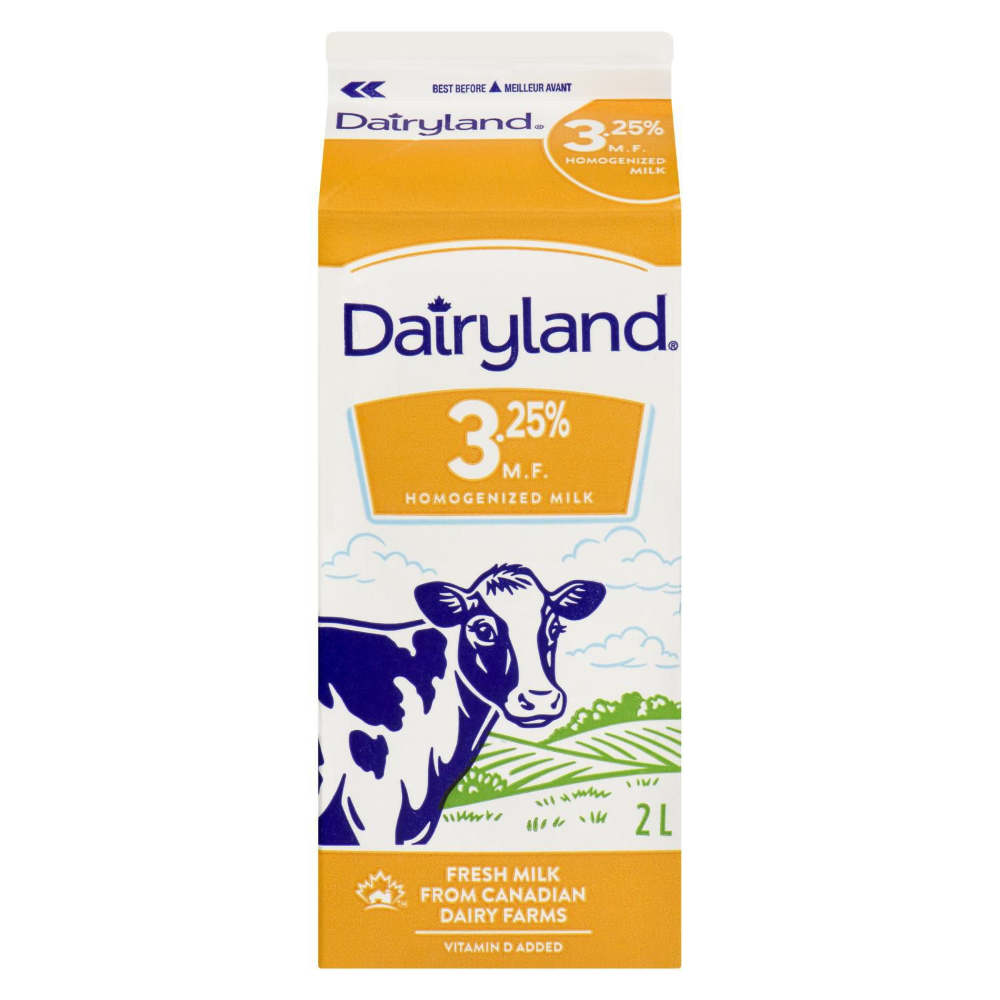 BEST BEFORE ▲ MEILLEUR AVANT
Dairyland®
3.25%
M.F.
HOMOGENIZED
MILK
Dairyland®
3.25%
M.F.
HOMOGENIZED MILK
2 L
FRESH MILK
FROM CANADIAN
DAIRY FARMS
TM
VITAMIN D ADDED